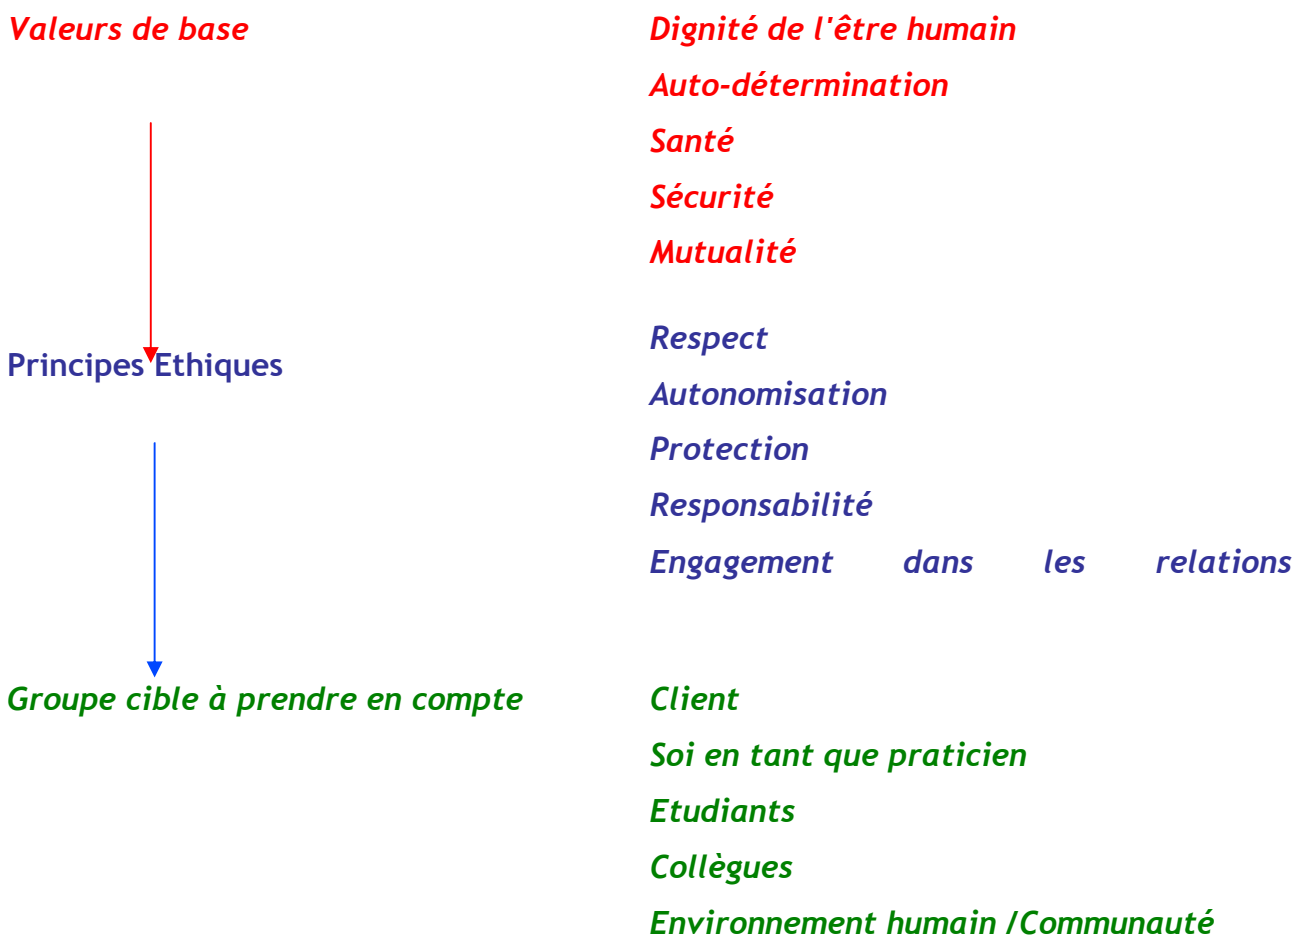 Valeurs de base
Dignité de l'être humain
Auto-détermination
Santé
Sécurité
Mutualité
Principes Ethiques
Respect
Autonomisation
Protection
Responsabilité
Engagement dans les relations
Groupe cible à prendre en compte
Client
Soi en tant que praticien
Etudiants
Collègues
Environnement humain /Communauté